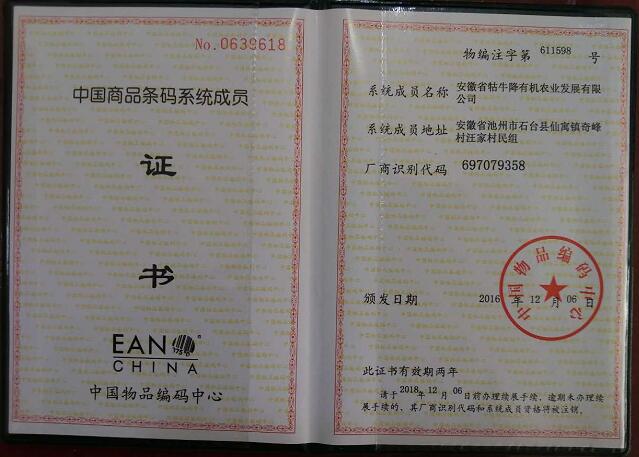 No.0639618
中国商品条码系统成员
证
书
EAN
CHINA
中国物品编码中心
物编注字第 611598 号
系统成员名称 安徽省牯牛降有机农业发展有限
公司
系统成员地址 安徽省池州市石台县仙寓镇奇峰
村汪家村民组
厂商识别代码 697079358
中国物品编码中心
颁发日期 2016 年 12 月 06 日
此证书有效期两年
请于2018年 12 月 06 日前办理续展手续，逾期未办理续
展手续的，其厂商识别代码和系统成员资格将被注销。